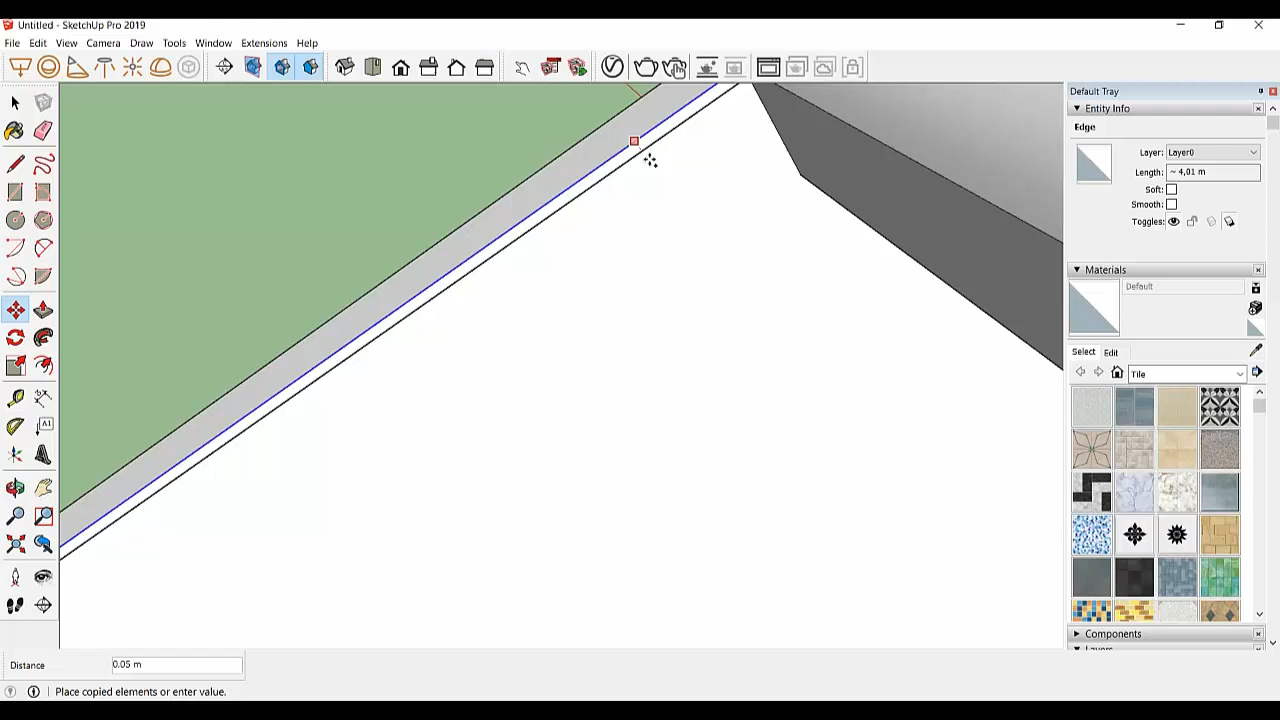 Untitled - SketchUp Pro 2019
File Edit View Camera Draw Tools Window Extensions Help
Default Tray
Entity Info
Edge
Layer: Layer0
Length: ~ 4,01 m
Soft:
Smooth:
Toggles:
Materials
Default
Select Edit
Tile
A1
Components
Distance 0.05 m
Place copied elements or enter value.